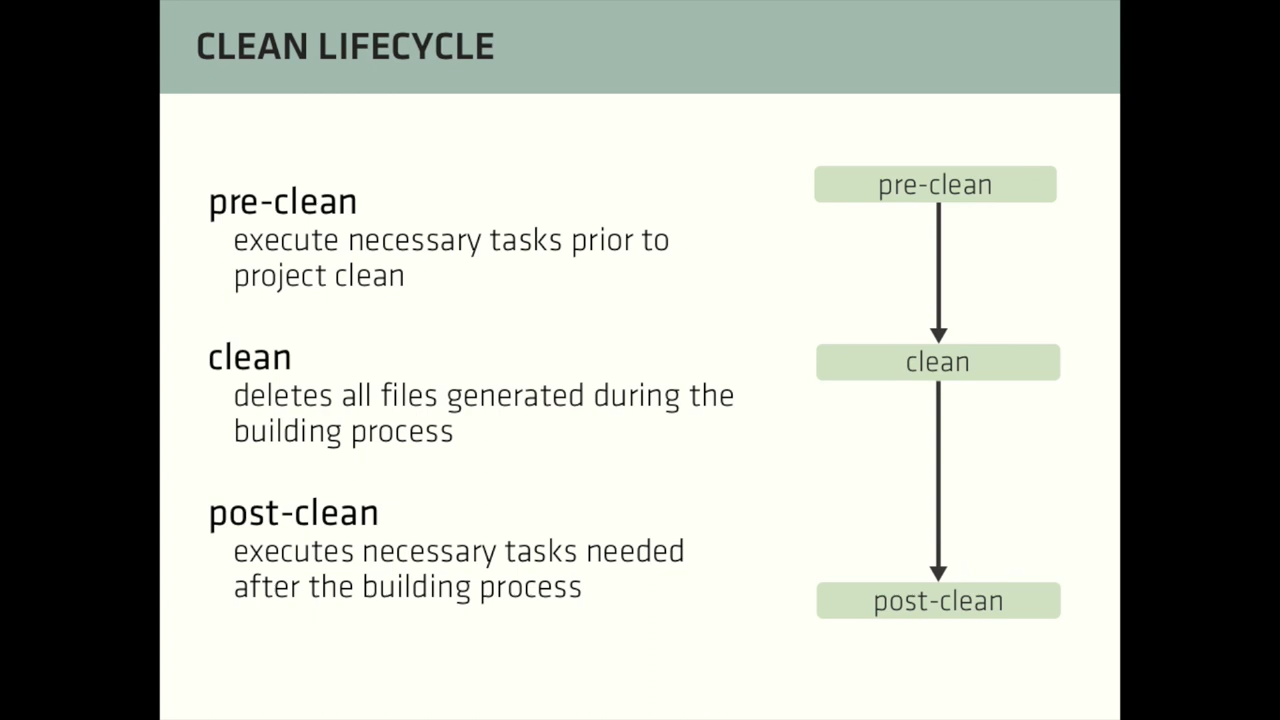 CLEAN LIFECYCLE
pre-clean
execute necessary tasks prior to
project clean
clean
deletes all files generated during the
building process
post-clean
executes necessary tasks needed
after the building process
pre-clean
clean
post-clean